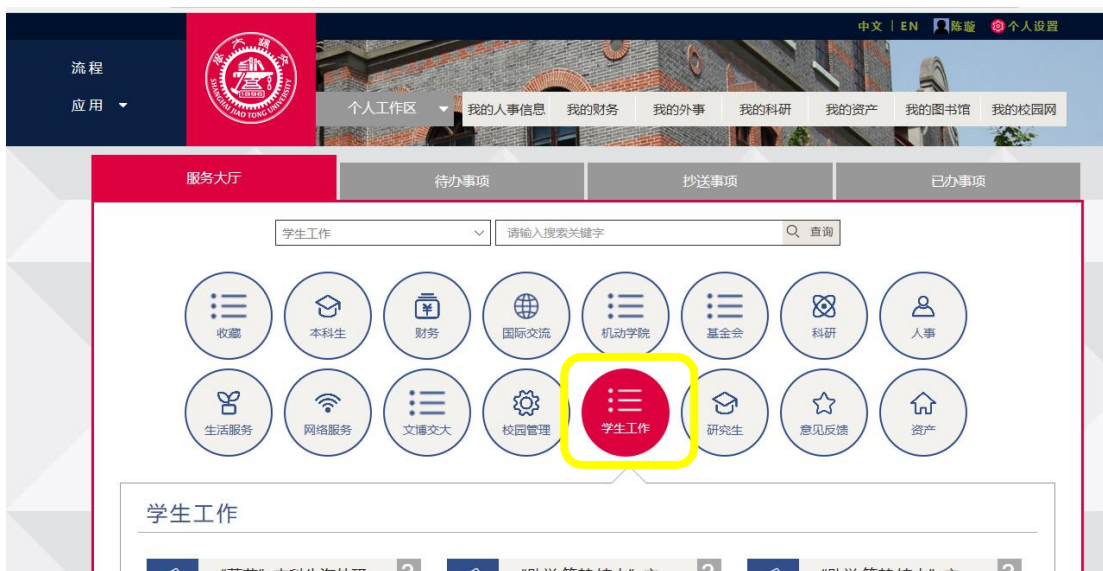 中文 | EN 陈璇 个人设置
流程
应用
SHANGHAI JIAO TONG UNIVERSITY
1896
个人工作区 我的人事信息 我的财务 我的外事 我的科研 我的资产 我的图书馆 我的校园网
服务大厅 待办事项 抄送事项 已办事项
学生工作 请输入搜索关键字 查询
收藏 本科生 财务 国际交流 机动学院 基金会 科研 人事
生活服务 网络服务 文博交大 校园管理 学生工作 研究生 意见反馈 资产
学生工作